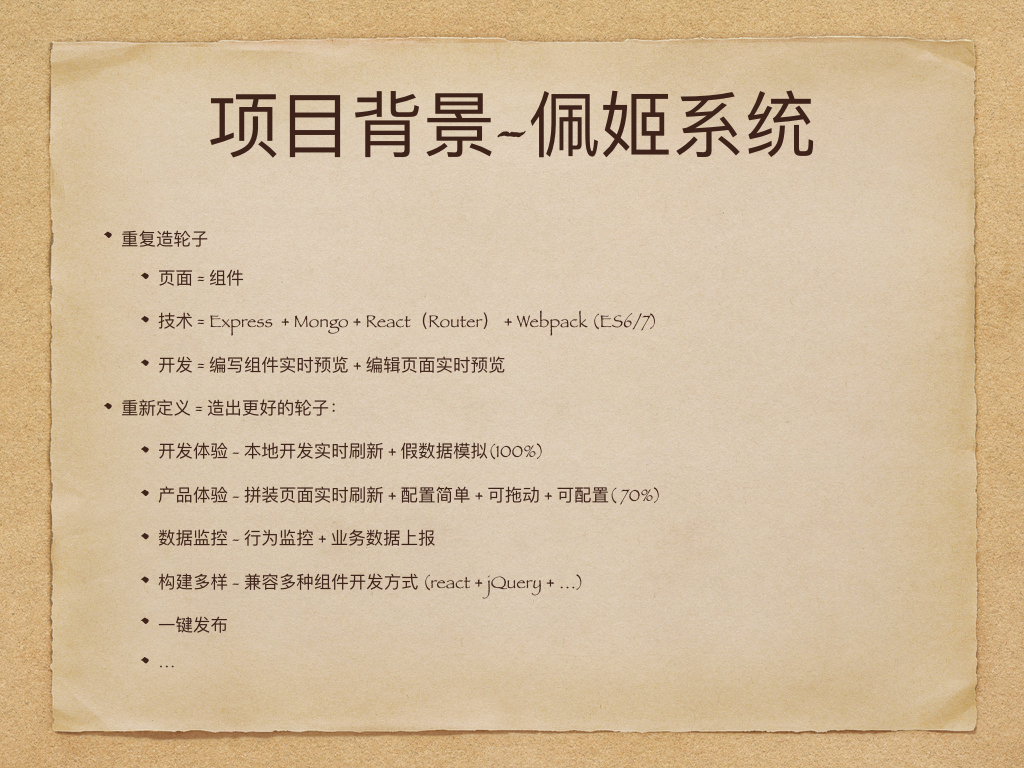 项目背景-佩姬系统
重复造轮子
页面 = 组件
技术 = Express + Mongo + React（Router） + Webpack (ES6/7)
开发 = 编写组件实时预览 + 编辑页面实时预览
重新定义 = 造出更好的轮子：
开发体验 - 本地开发实时刷新 + 假数据模拟(100%)
产品体验 - 拼装页面实时刷新 + 配置简单 + 可拖动 + 可配置(70%)
数据监控 - 行为监控 + 业务数据上报
构建多样 - 兼容多种组件开发方式 (react + jQuery + …)
一键发布
…